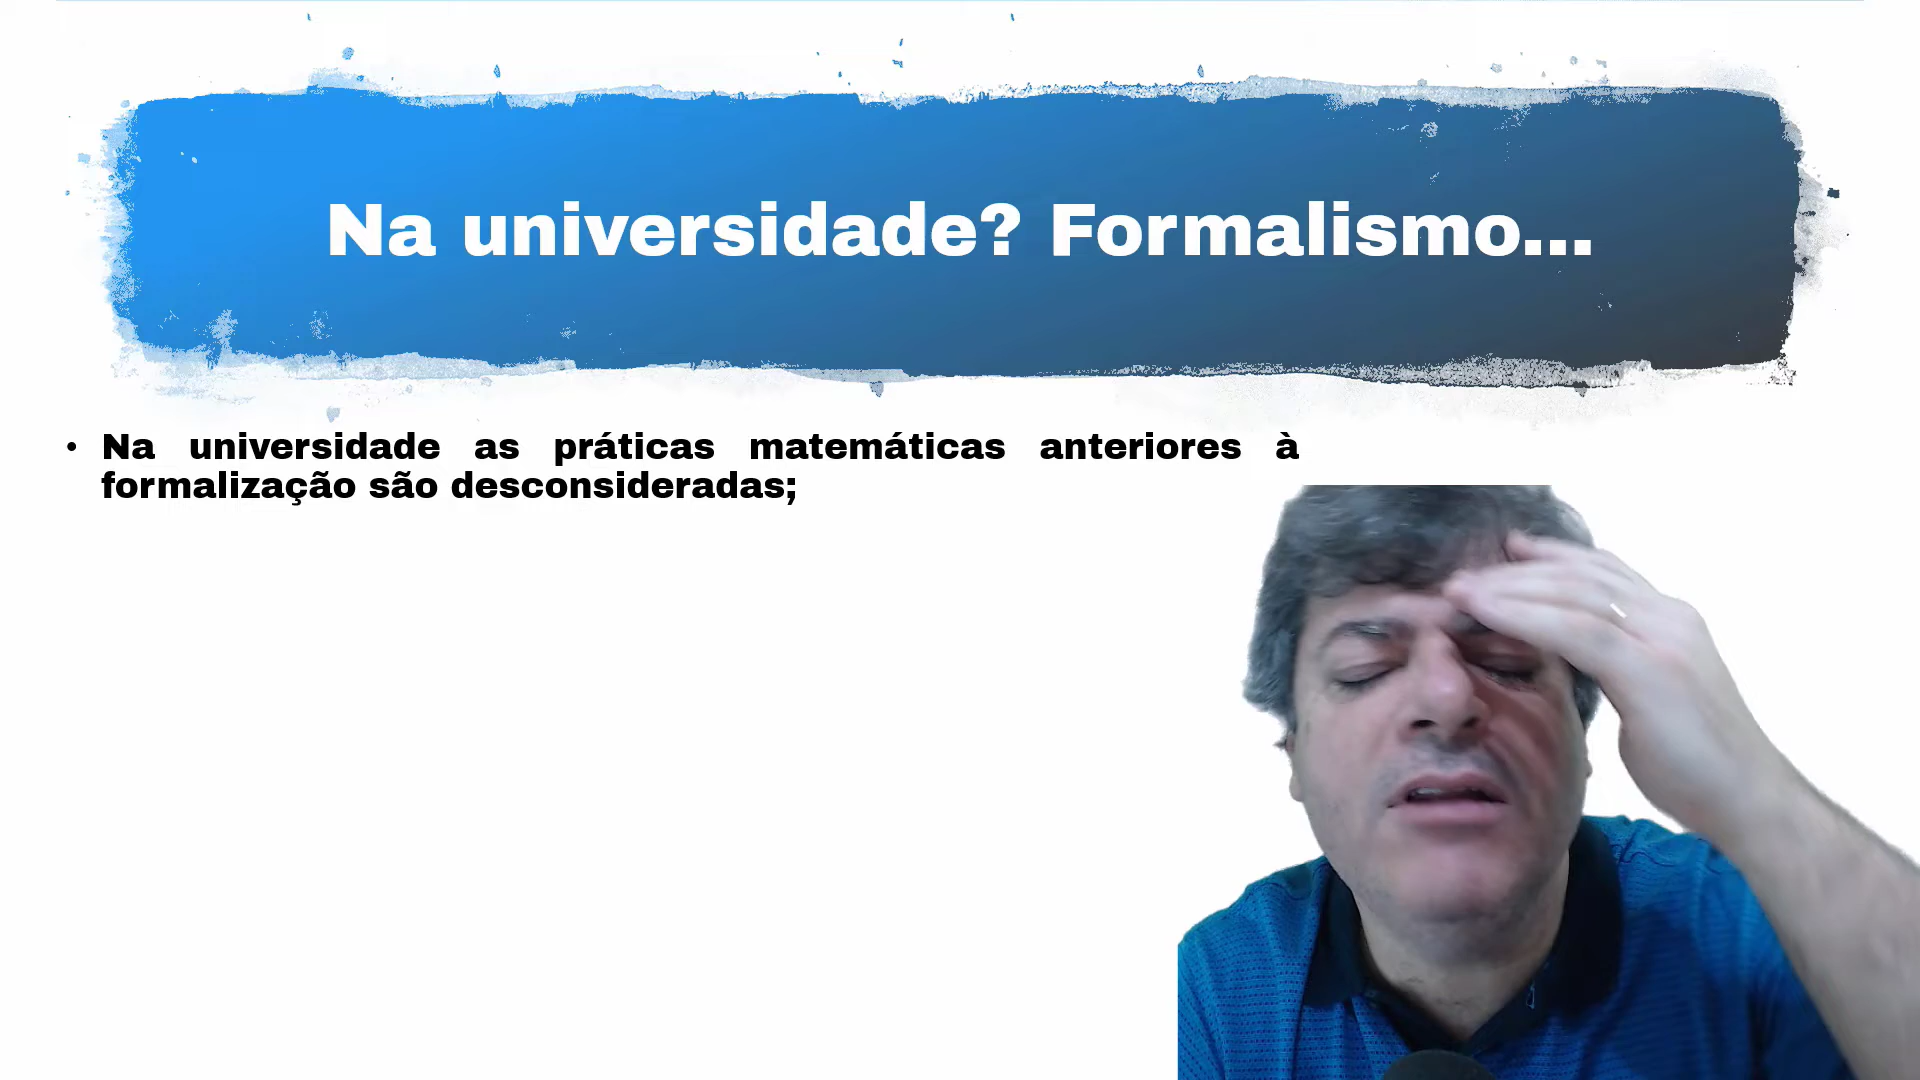 Na universidade? Formalismo...
• Na universidade as práticas matemáticas anteriores à
formalização são desconsideradas;